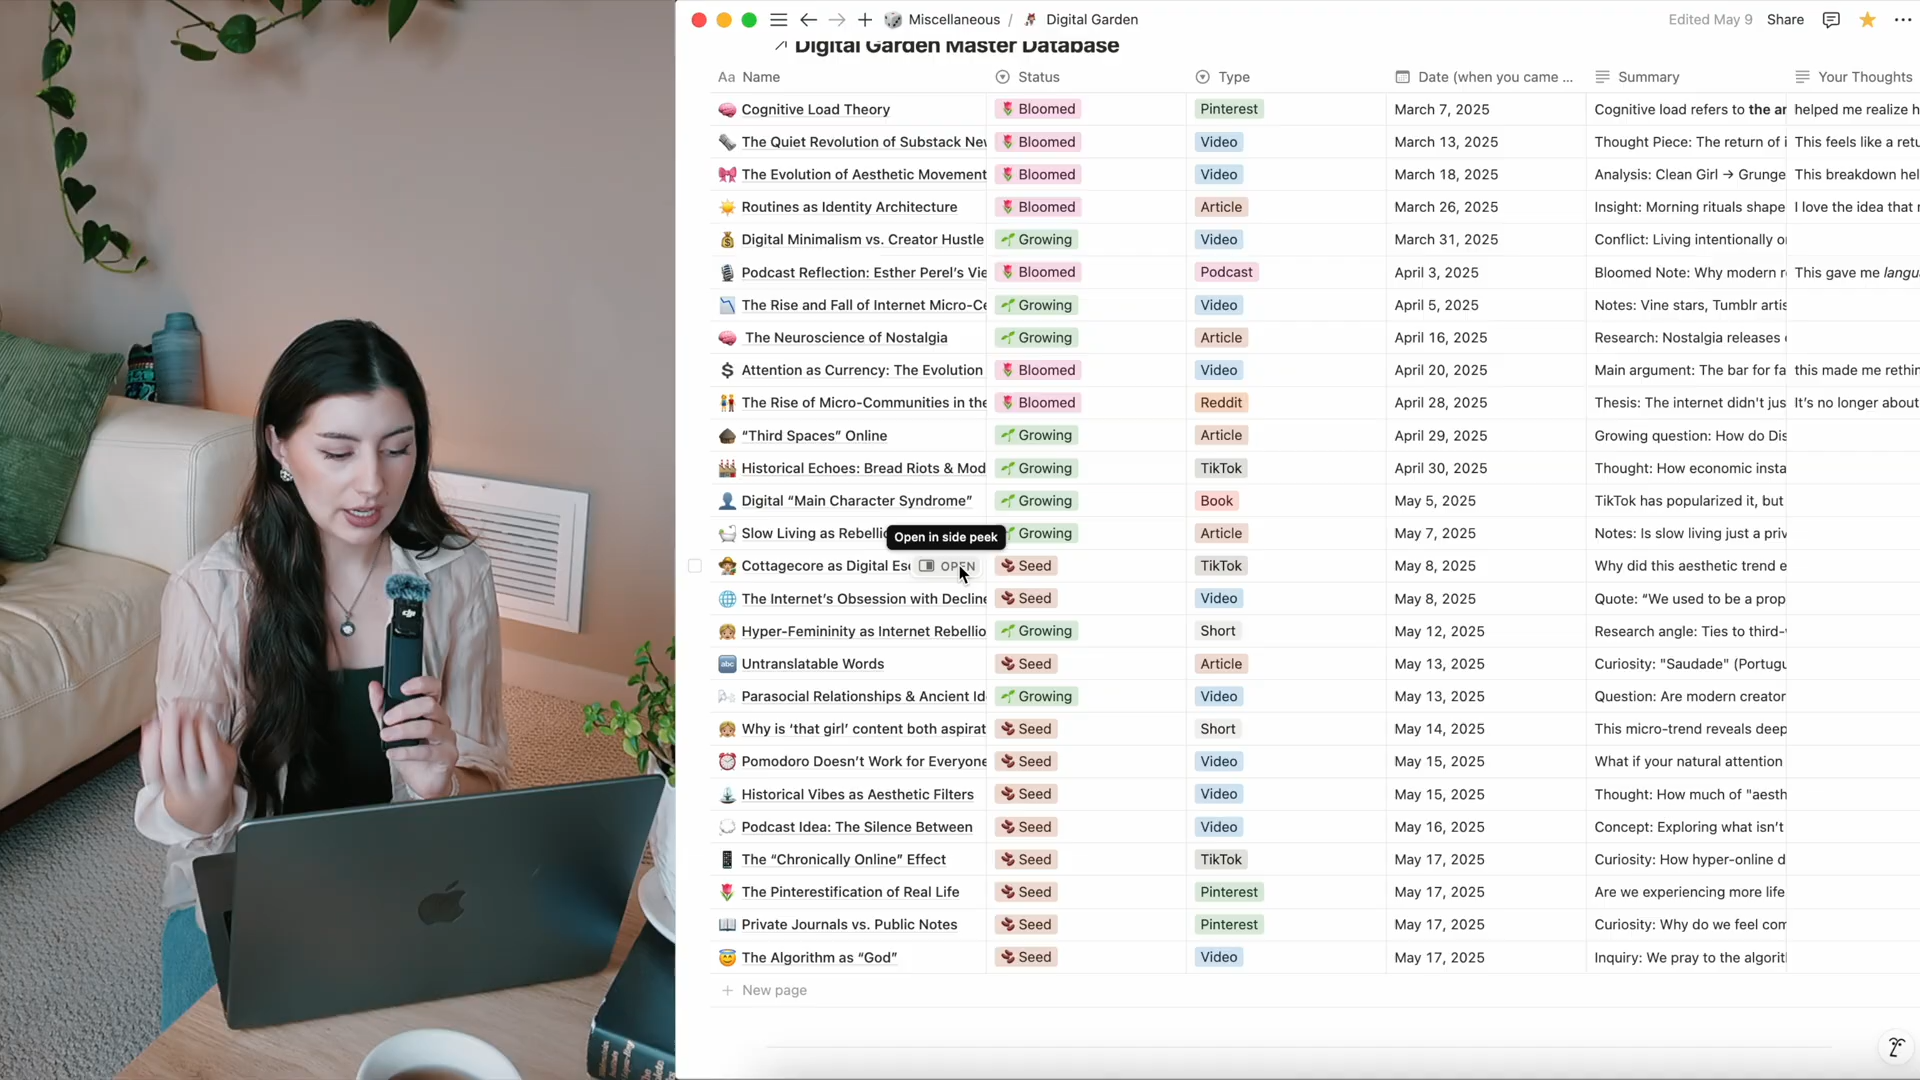 Miscellaneous / Digital Garden Edited May 9 Share
Digital Garden Master Database
Aa Name Status Type Date (when you came ... Summary Your Thoughts
Cognitive Load Theory Bloomed Pinterest March 7, 2025 Cognitive load refers to the ar helped me realize h
The Quiet Revolution of Substack Nev Bloomed Video March 13, 2025 Thought Piece: The return of i This feels like a retu
The Evolution of Aesthetic Movement Bloomed Video March 18, 2025 Analysis: Clean Girl → Grunge This breakdown hel
Routines as Identity Architecture Bloomed Article March 26, 2025 Insight: Morning rituals shape I love the idea that r
Digital Minimalism vs. Creator Hustle Growing Video March 31, 2025 Conflict: Living intentionally o
Podcast Reflection: Esther Perel’s Vie Bloomed Podcast April 3, 2025 Bloomed Note: Why modern r This gave me langu
The Rise and Fall of Internet Micro-Ce Growing Video April 5, 2025 Notes: Vine stars, Tumblr artis
The Neuroscience of Nostalgia Growing Article April 16, 2025 Research: Nostalgia releases
Attention as Currency: The Evolution Bloomed Video April 20, 2025 Main argument: The bar for fa this made me rethin
The Rise of Micro-Communities in the Bloomed Reddit April 28, 2025 Thesis: The internet didn't jus It’s no longer about
“Third Spaces” Online Growing Article April 29, 2025 Growing question: How do Dis
Historical Echoes: Bread Riots & Mod Growing TikTok April 30, 2025 Thought: How economic insta
Digital “Main Character Syndrome” Growing Book May 5, 2025 TikTok has popularized it, but
Slow Living as Rebellio Open in side peek Growing Article May 7, 2025 Notes: Is slow living just a priv
Cottagecore as Digital Esc OPEN Seed TikTok May 8, 2025 Why did this aesthetic trend e
The Internet’s Obsession with Decline Seed Video May 8, 2025 Quote: “We used to be a prop
Hyper-Femininity as Internet Rebellio Growing Short May 12, 2025 Research angle: Ties to third-
abc Untranslatable Words Seed Article May 13, 2025 Curiosity: "Saudade" (Portugu
Parasocial Relationships & Ancient Id Growing Video May 13, 2025 Question: Are modern creator
Why is ‘that girl’ content both aspirat Seed Short May 14, 2025 This micro-trend reveals deep
Pomodoro Doesn’t Work for Everyone Seed Video May 15, 2025 What if your natural attention
Historical Vibes as Aesthetic Filters Seed Video May 15, 2025 Thought: How much of "aesth
Podcast Idea: The Silence Between Seed Video May 16, 2025 Concept: Exploring what isn’t
The “Chronically Online” Effect Seed TikTok May 17, 2025 Curiosity: How hyper-online d
The Pinterestification of Real Life Seed Pinterest May 17, 2025 Are we experiencing more life
Private Journals vs. Public Notes Seed Pinterest May 17, 2025 Curiosity: Why do we feel com
The Algorithm as “God” Seed Video May 17, 2025 Inquiry: We pray to the algorit
+ New page
dji